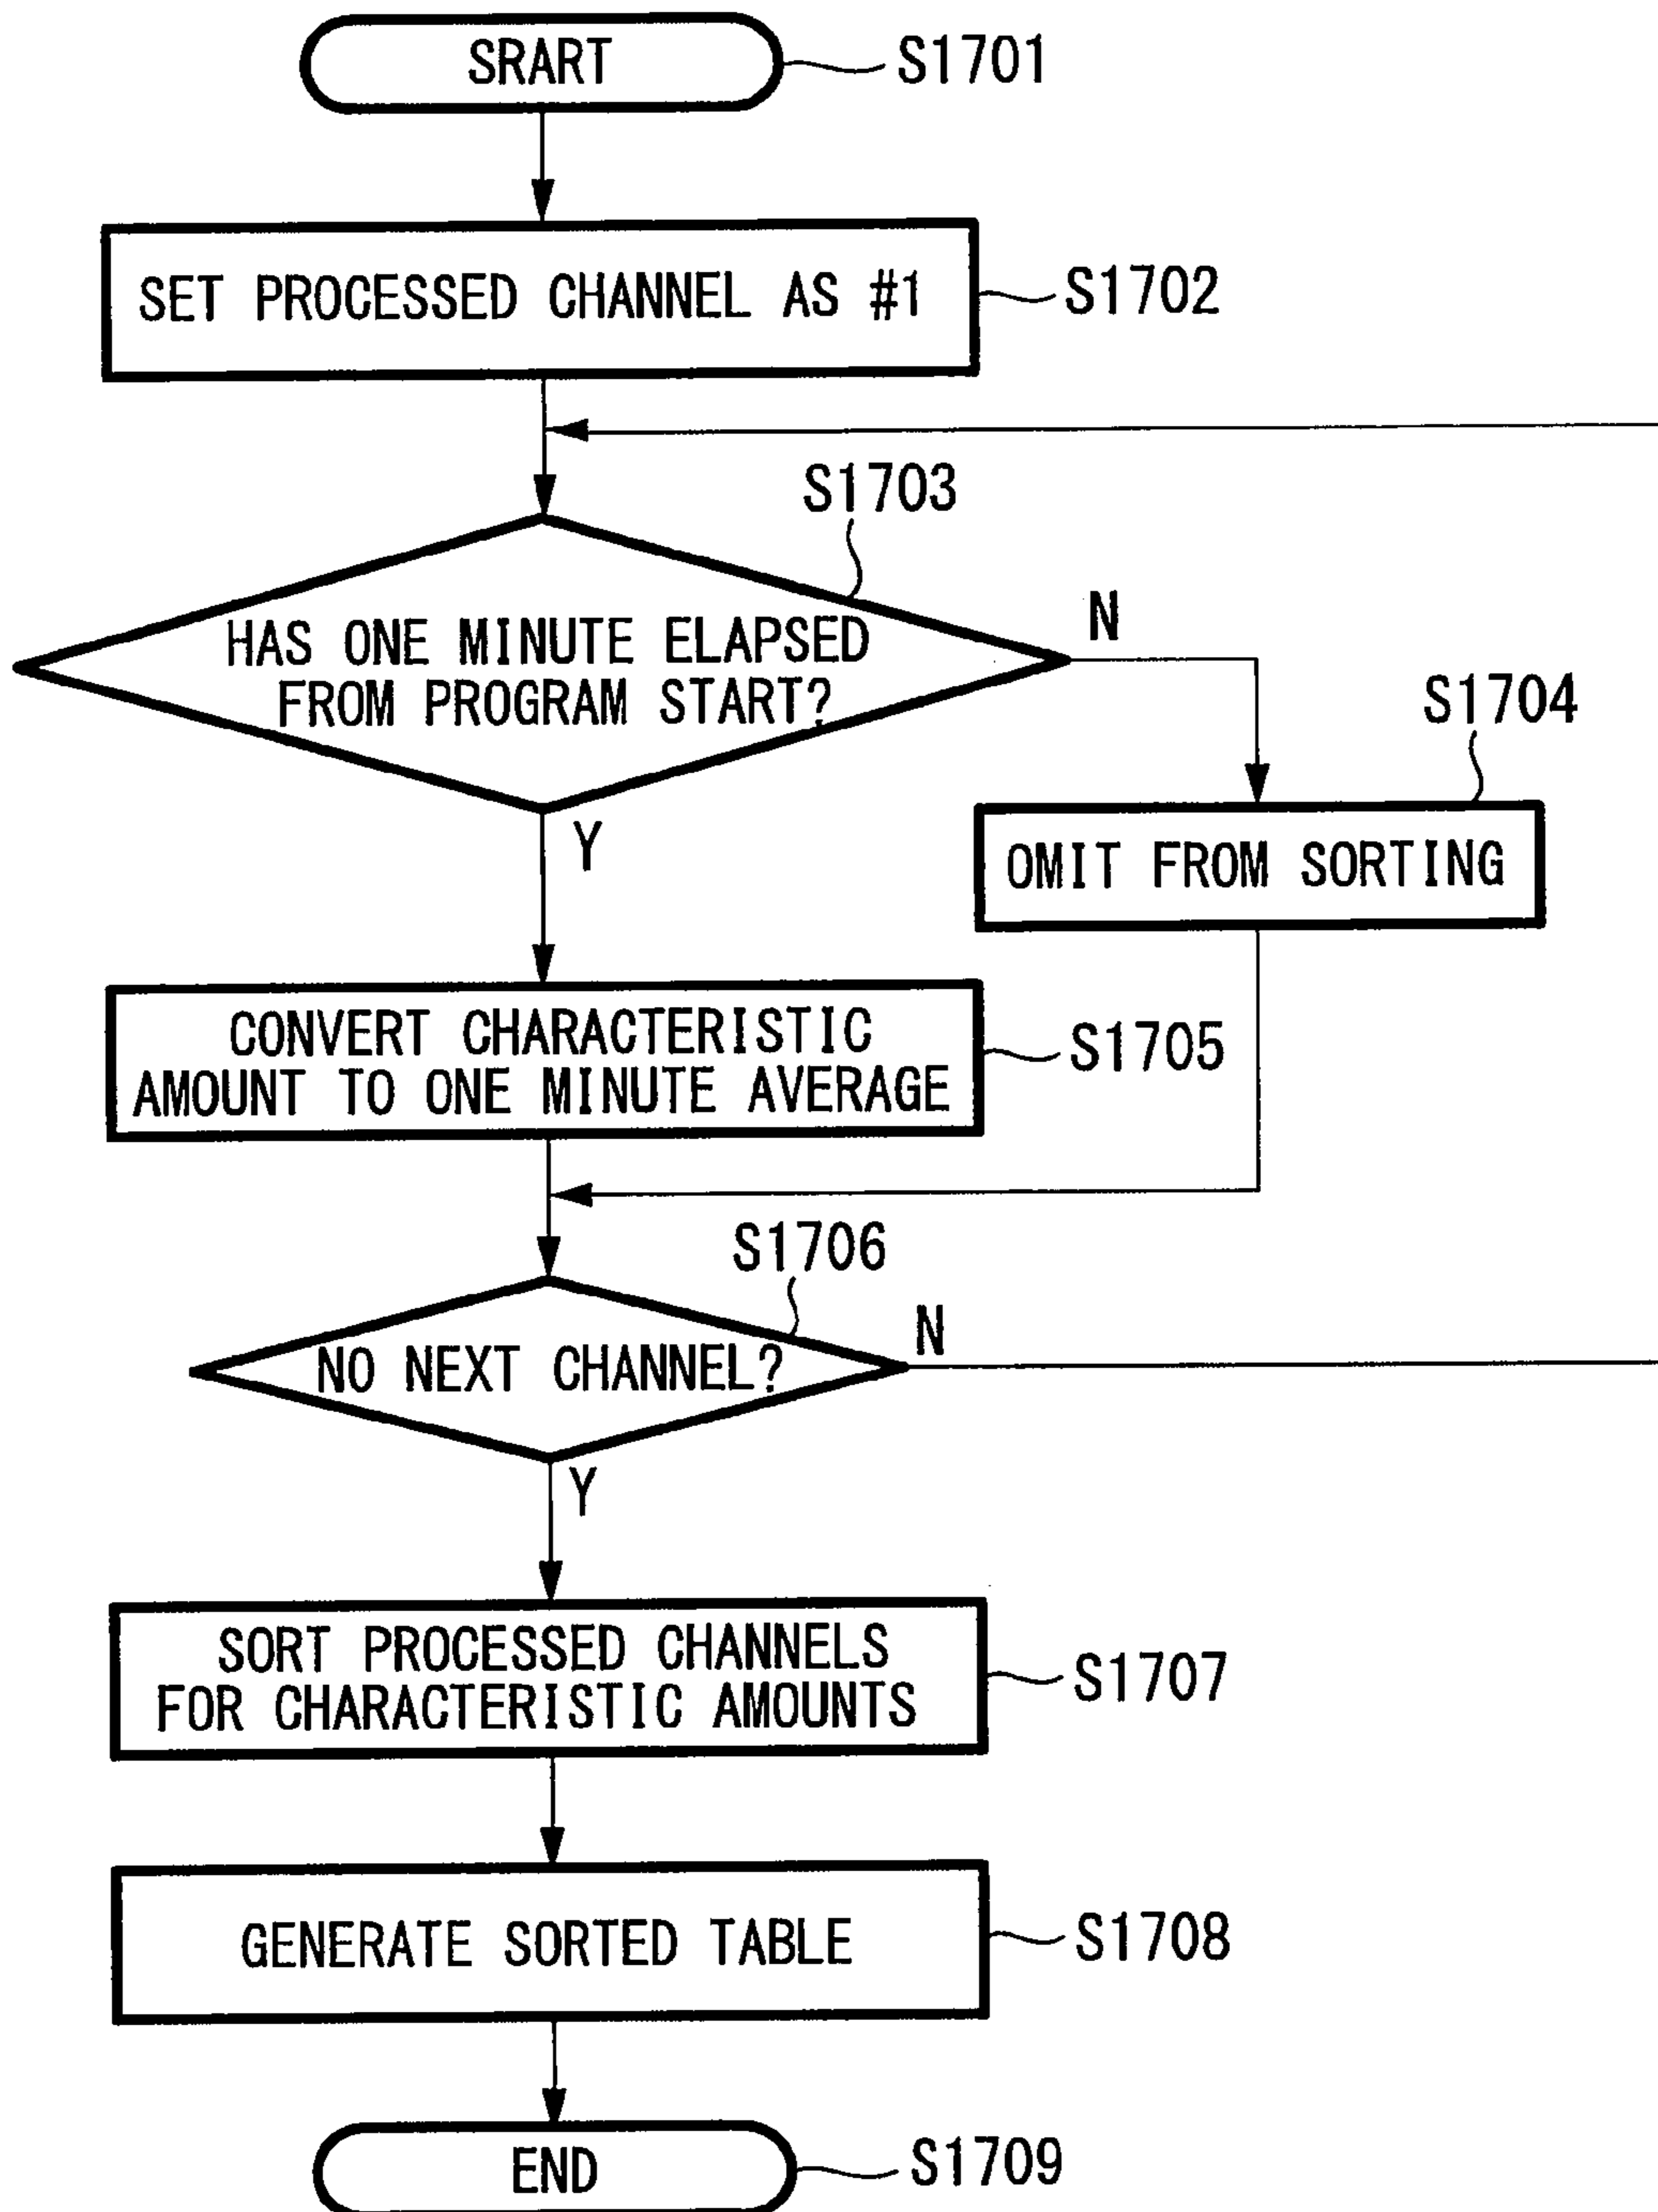 SRART
S1701
SET PROCESSED CHANNEL AS #1
S1702
S1703
HAS ONE MINUTE ELAPSED
FROM PROGRAM START?
N
S1704
OMIT FROM SORTING
Y
CONVERT CHARACTERISTIC
AMOUNT TO ONE MINUTE AVERAGE
S1705
S1706
NO NEXT CHANNEL?
N
Y
SORT PROCESSED CHANNELS
FOR CHARACTERISTIC AMOUNTS
S1707
GENERATE SORTED TABLE
S1708
END
S1709